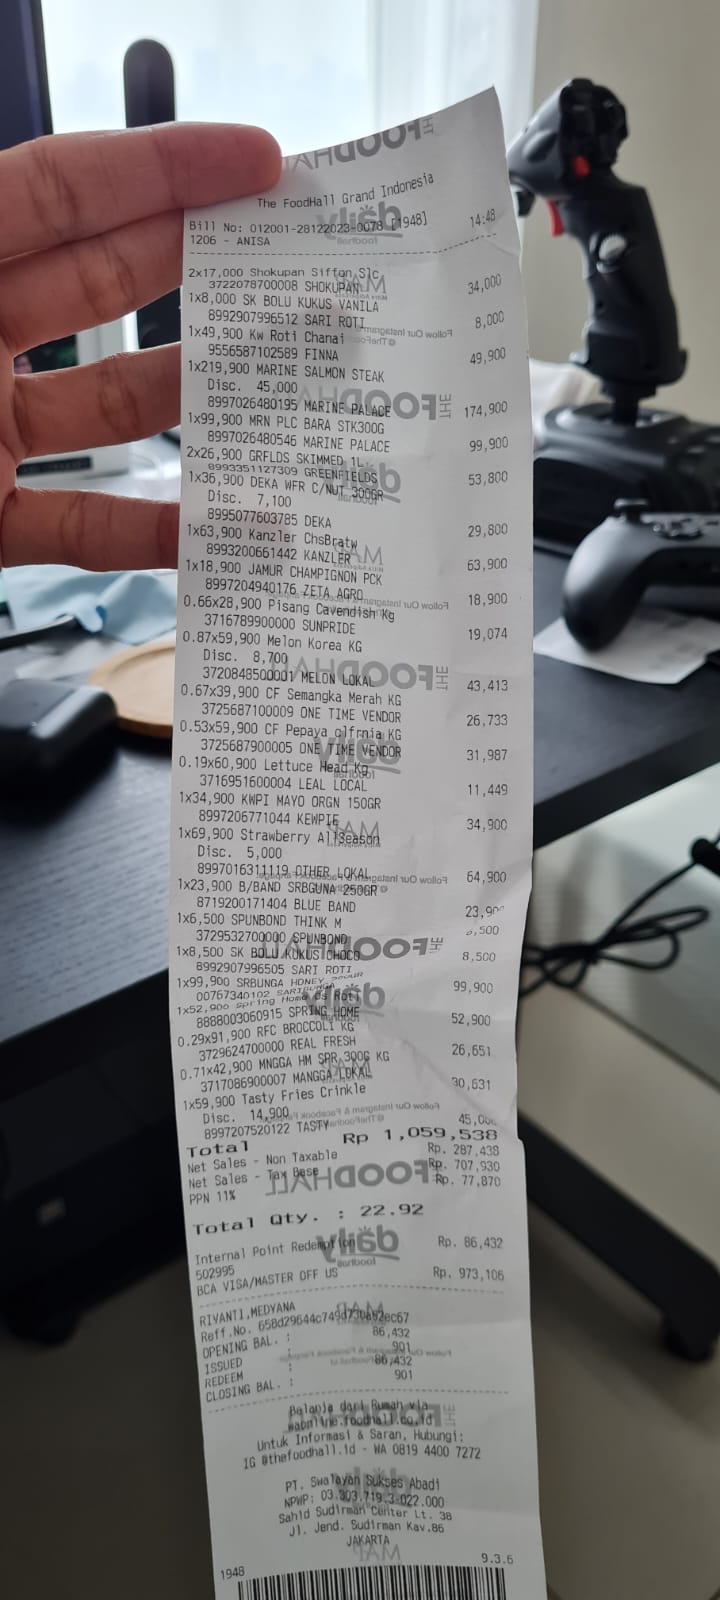 The FoodHall Grand Indonesia
Bill No: 012001-28122023-0078 [1948] 14:48
1206 - ANISA
2x17,000 Shokupan Siffon Slc
3722078700008 SHOKUPAN 34,000
1x8,000 SK BOLU KUKUS VANILA
8992907996512 SARI ROTI 8,000
1x49,900 Kw Roti Chanai
9556587102589 FINNA 49,900
1x219,900 MARINE SALMON STEAK
Disc. 45,000
8997026480195 MARINE PALACE 174,900
1x99,900 MRN PLC BARA STK300G
8997026480546 MARINE PALACE 99,900
2x26,900 GRFLDS SKIMMED 1L
8993351127309 GREENFIELDS 53,800
1x36,900 DEKA WFR C/NUT 300GR
Disc. 7,100
8995077603785 DEKA 29,800
1x63,900 Kanzler ChsBratw
8993200661442 KANZLER 63,900
1x18,900 JAMUR CHAMPIGNON PCK
8997204940176 ZETA AGRO 18,900
0.66x28,900 Pisang Cavendish Kg
3716789900000 SUNPRIDE 19,074
0.87x59,900 Melon Korea KG
Disc. 8,700
3720848500001 MELON LOKAL 43,413
0.67x39,900 CF Semangka Merah KG
3725687100009 ONE TIME VENDOR 26,733
0.53x59,900 CF Pepaya clfrnia KG
3725687900005 ONE TIME VENDOR 31,987
0.19x60,900 Lettuce Head Kg
3716951600004 LEAL LOCAL 11,449
1x34,900 KWPI MAYO ORGN 150GR
8997206771044 KEWPIE 34,900
1x69,900 Strawberry AllSeason
Disc. 5,000
8997016311119 OTHER LOKAL 64,900
1x23,900 B/BAND SRBGUNA 250GR
8719200171404 BLUE BAND 23,900
1x6,500 SPUNBOND THINK M
3729532700000 SPUNBOND 6,500
1x8,500 SK BOLU KUKUS CHOCO
8992907996505 SARI ROTI 8,500
1x99,900 SRBUNGA HONEY
00767340102 99,900
1x52,900 Spring Home Roti
8888003060915 SPRING HOME 52,900
0.29x91,900 RFC BROCCOLI KG
3729624700000 REAL FRESH 26,651
0.71x42,900 MNGGA HM SPR 300G KG
3717086900007 MANGGA LOKAL 30,631
1x59,900 Tasty Fries Crinkle
Disc. 14,900
8997207520122 TASTY 45,000
Total Rp 1,059,538
Net Sales - Non Taxable Rp. 287,438
Net Sales - Tax Base Rp. 707,930
PPN 11% Rp. 77,870
Total Qty. : 22.92
Internal Point Redemption Rp. 86,432
502995
BCA VISA/MASTER OFF US Rp. 973,106
RIVANTI,MEDYANA
Reff.No.
OPENING BAL. : 86,432
ISSUED : 901
REDEEM : 86,432
CLOSING BAL. : 901
Belanja dari Rumah via
Untuk Informasi & Saran, Hubungi:
IG @thefoodhall.id - WA 0819 4400 7272
PT. Swalayan Sukses Abadi
NPWP: 03.303.719.3-022.000
Sahid Sudirman Center Lt. 38
Jl. Jend. Sudirman Kav.86
JAKARTA
1948 9.3.6